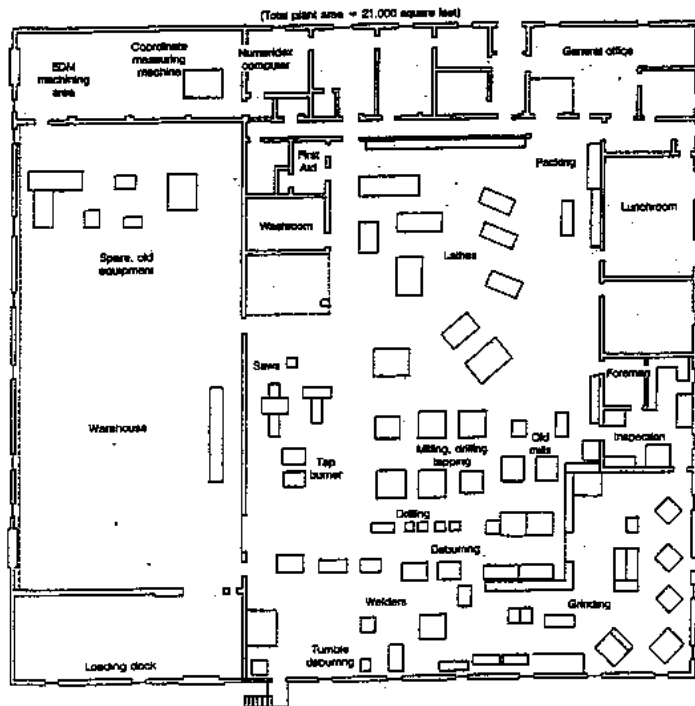 (Total plant area = 21,000 square feet)
EDM
machining
area
Coordinate
measuring
machine
Numeridex
computer
General office
First
Aid
Packing
Washroom
Lunchroom
Lathes
Spare, old
equipment
Saws
Foreman
Warehouse
Tap
burner
Milling, drilling
tapping
Old
mills
Inspection
Drilling
Deburring
Welders
Grinding
Tumble
deburring
Loading dock